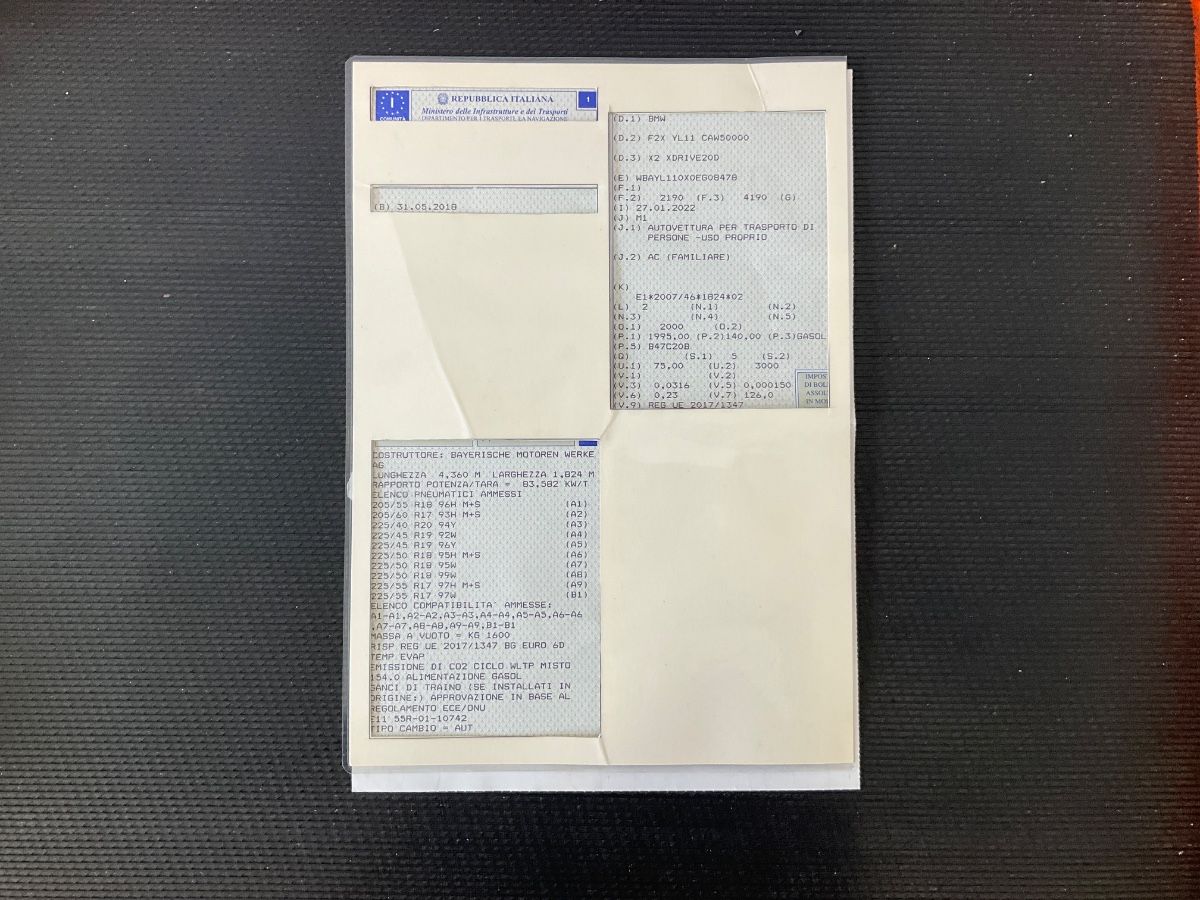 I
COMUNITÀ
REPUBBLICA ITALIANA
1
Ministero delle Infrastrutture e dei Trasporti
DIPARTIMENTO PER I TRASPORTI, LA NAVIGAZIONE
(B) 31.05.2018
(D.1) BMW
(D.2) F2X YL11 CAW50000
(D.3) X2 XDRIVE20D
(E) WBAYL110X0EG08478
(F.1)
(F.2) 2190 (F.3) 4190 (G)
(I) 27.01.2022
(J) M1
(J.1) AUTOVETTURA PER TRASPORTO DI
PERSONE -USO PROPRIO
(J.2) AC (FAMILIARE)
(K)
E1*2007/46*1824*02
(L) 2 (N.1) (N.2)
(N.3) (N.4) (N.5)
(O.1) 2000 (O.2)
(P.1) 1995,00 (P.2)140,00 (P.3)GASOL
(P.5) B47C20B
(Q) (S.1) 5 (S.2)
(U.1) 75,00 (U.2) 3000
(V.1) (V.2)
(V.3) 0,0316 (V.5) 0,000150
(V.6) 0,23 (V.7) 126,0
(V.9) REG UE 2017/1347
IMPOS
DI BOL
ASSOL
IN MO
COSTRUTTORE: BAYERISCHE MOTOREN WERKE
AG
LUNGHEZZA 4,360 M LARGHEZZA 1,824 M
RAPPORTO POTENZA/TARA = 83,582 KW/T
ELENCO PNEUMATICI AMMESSI
205/55 R18 96H M+S (A1)
205/60 R17 93H M+S (A2)
225/40 R20 94Y (A3)
225/45 R19 92W (A4)
225/45 R19 96Y (A5)
225/50 R18 95H M+S (A6)
225/50 R18 95W (A7)
225/50 R18 99W (A8)
225/55 R17 97H M+S (A9)
225/55 R17 97W (B1)
ELENCO COMPATIBILITA' AMMESSE:
A1-A1,A2-A2,A3-A3,A4-A4,A5-A5,A6-A6
,A7-A7,A8-A8,A9-A9,B1-B1
MASSA A VUOTO = KG 1600
RISP REG UE 2017/1347 BG EURO 6D
TEMP EVAP
EMISSIONE DI CO2 CICLO WLTP MISTO
154.0 ALIMENTAZIONE GASOL
GANCI DI TRAINO (SE INSTALLATI IN
ORIGINE:) APPROVAZIONE IN BASE AL
REGOLAMENTO ECE/ONU
E11 55R-01-10742
TIPO CAMBIO = AUT